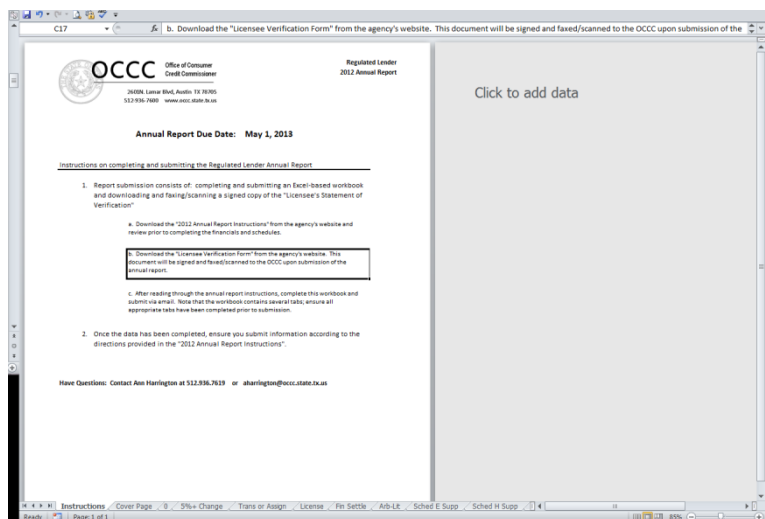 C17
fx b. Download the "Licensee Verification Form" from the agency's website. This document will be signed and faxed/scanned to the OCCC upon submission of the
OCCC
Office of Consumer
Credit Commissioner
Regulated Lender
2012 Annual Report
2601N. Lamar Blvd, Austin TX 78705
512.936-7600 www.occc.state.tx.us
Annual Report Due Date: May 1, 2013
Instructions on completing and submitting the Regulated Lender Annual Report
1. Report submission consists of: completing and submitting an Excel-based workbook
and downloading and faxing/scanning a signed copy of the "Licensee's Statement of
Verification"
a. Download the "2012 Annual Report Instructions" from the agency's website and
review prior to completing the financials and schedules.
b. Download the "Licensee Verification Form" from the agency's website. This
document will be signed and faxed/scanned to the OCCC upon submission of the
annual report.
c. After reading through the annual report instructions, complete this workbook and
submit via email. Note that the workbook contains several tabs; ensure all
appropriate tabs have been completed prior to submission.
2. Once the data has been completed, ensure you submit information according to the
directions provided in the "2012 Annual Report Instructions".
Have Questions: Contact Ann Harrington at 512.936.7619 or aharrington@occc.state.tx.us
Click to add data
Instructions Cover Page 0 5%+ Change Trans or Assign License Fin Settle Arb-Lit Sched E Supp Sched H Supp
Ready Page: 1 of 1 85%